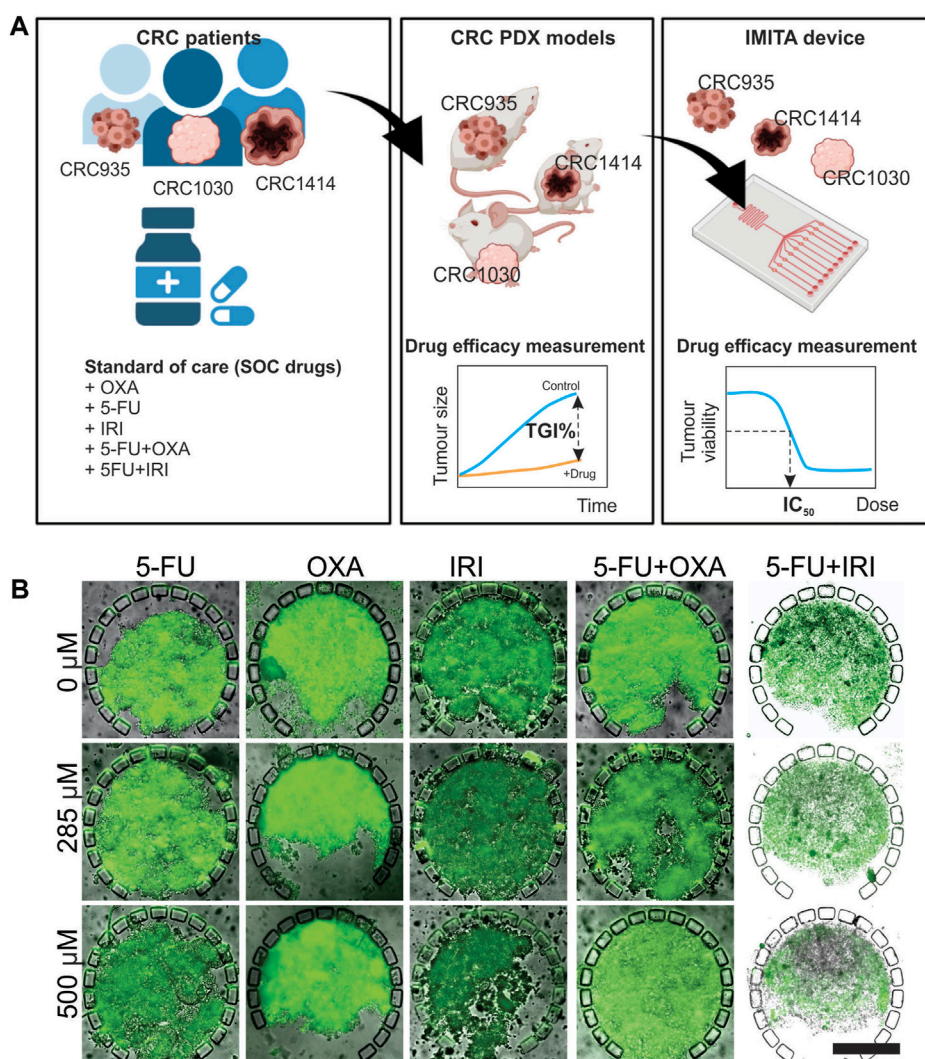 A
CRC patients
CRC935
CRC1030
CRC1414
Standard of care (SOC drugs)
+ OXA
+ 5-FU
+ IRI
+ 5-FU+OXA
+ 5FU+IRI
CRC PDX models
CRC935
CRC1414
CRC1030
Drug efficacy measurement
Tumour size
Control
TGI%
+Drug
Time
IMITA device
CRC935
CRC1414
CRC1030
Drug efficacy measurement
Tumour
viability
IC50
Dose
B
5-FU OXA IRI 5-FU+OXA 5-FU+IRI
0 µM
285 µM
500 µM